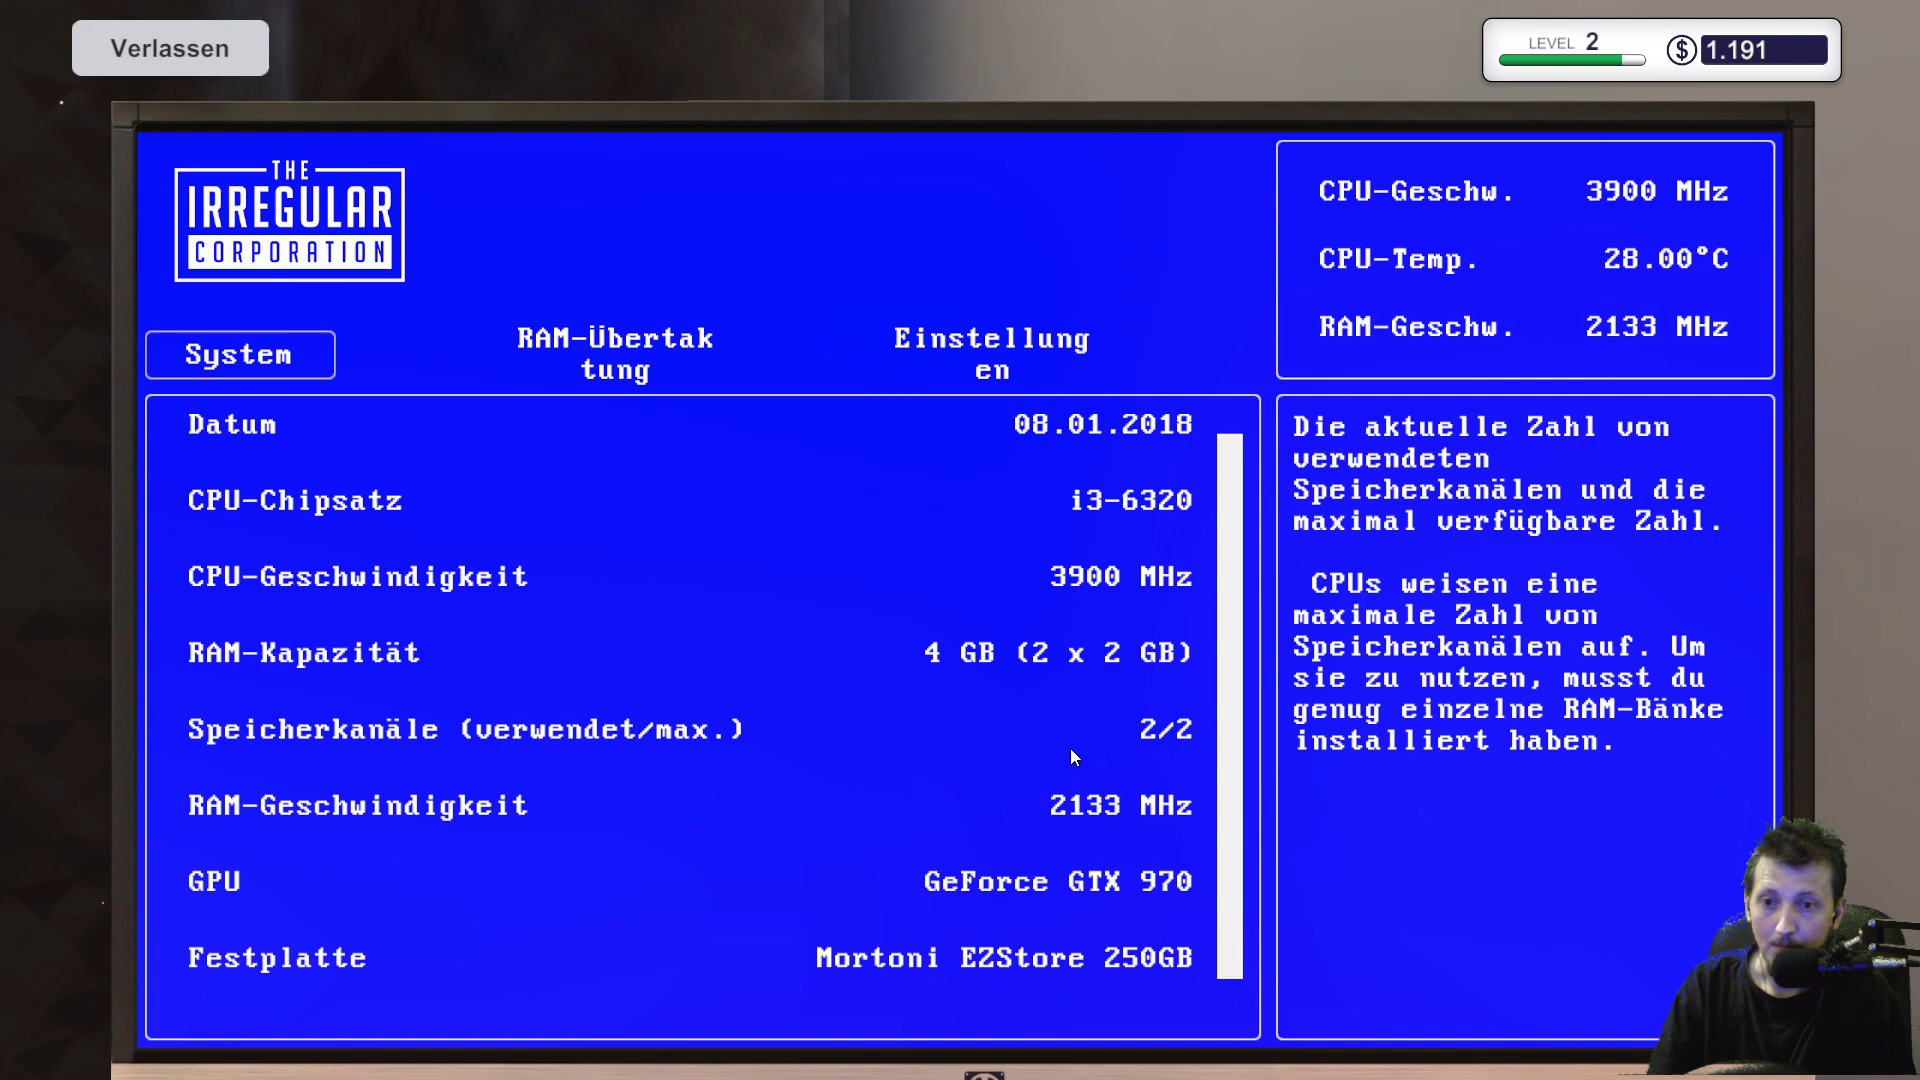 Verlassen
LEVEL 2
$ 1.191
THE
IRREGULAR
CORPORATION
CPU-Geschw. 3900 MHz
CPU-Temp. 28.00°C
RAM-Geschw. 2133 MHz
System
RAM-Übertak
tung
Einstellung
en
Datum 08.01.2018
CPU-Chipsatz i3-6320
CPU-Geschwindigkeit 3900 MHz
RAM-Kapazität 4 GB (2 x 2 GB)
Speicherkanäle (verwendet/max.) 2/2
RAM-Geschwindigkeit 2133 MHz
GPU GeForce GTX 970
Festplatte Mortoni EZStore 250GB
Die aktuelle Zahl von
verwendeten
Speicherkanälen und die
maximal verfügbare Zahl.
CPUs weisen eine
maximale Zahl von
Speicherkanälen auf. Um
sie zu nutzen, musst du
genug einzelne RAM-Bänke
installiert haben.